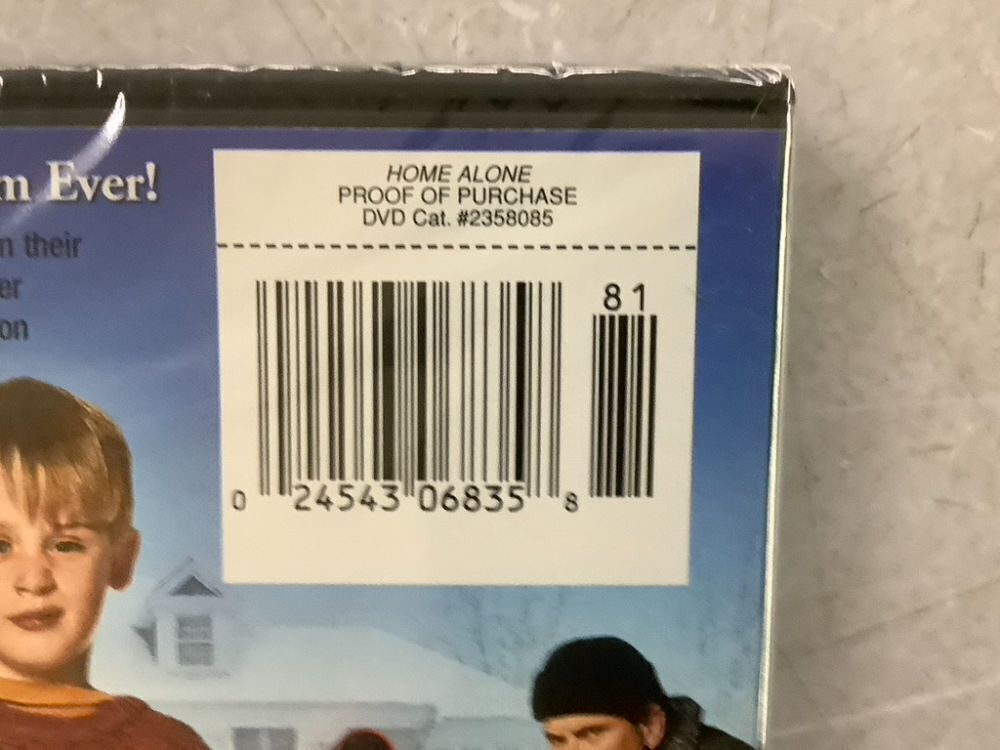 m Ever!
n their
er
on
HOME ALONE
PROOF OF PURCHASE
DVD Cat. #2358085
81
0 24543 06835 8